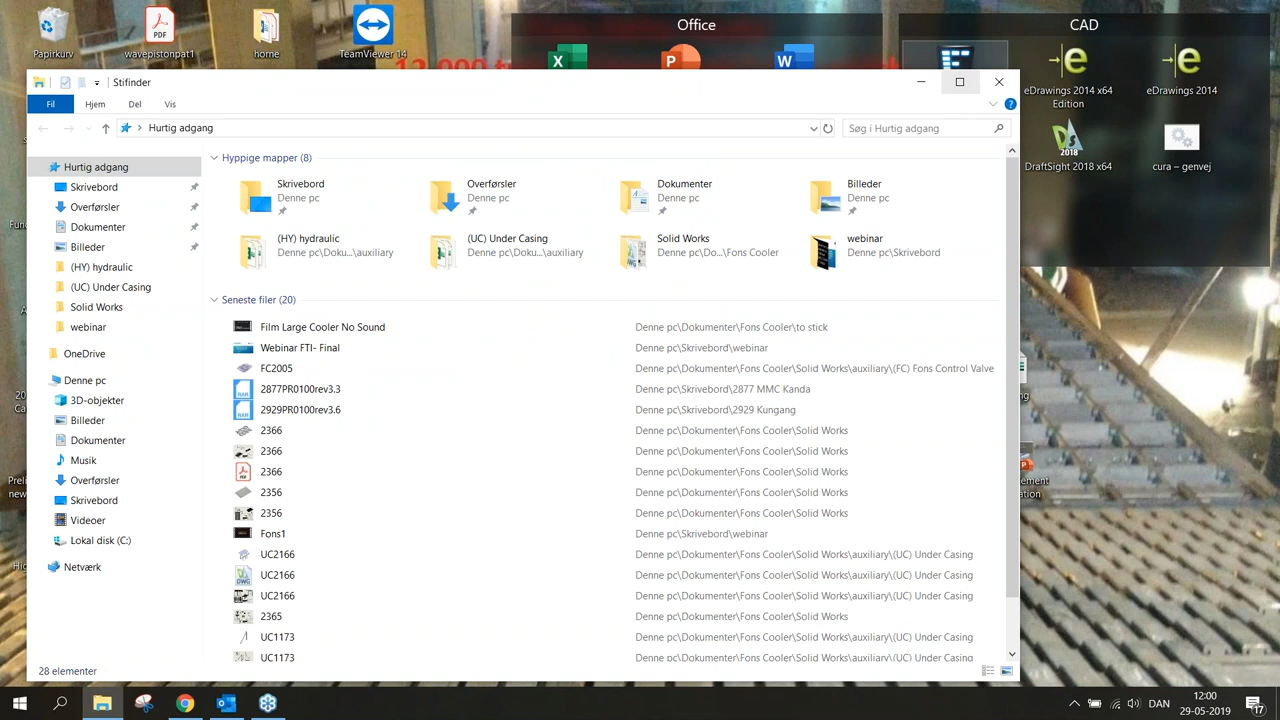 Office
CAD
Papirkurv
wavepistonpat1
home
TeamViewer 14
eDrawings 2014 x64
Edition
eDrawings 2014
DraftSight 2018 x64
cura – genvej
Stifinder
Fil
Hjem
Del
Vis
Hurtig adgang
Søg i Hurtig adgang
Hurtig adgang
Skrivebord
Overførsler
Dokumenter
Billeder
(HY) hydraulic
(UC) Under Casing
Solid Works
webinar
OneDrive
Denne pc
3D-objekter
Billeder
Dokumenter
Musik
Overførsler
Skrivebord
Videoer
Lokal disk (C:)
Netværk
Hyppige mapper (8)
Skrivebord
Denne pc
Overførsler
Denne pc
Dokumenter
Denne pc
Billeder
Denne pc
(HY) hydraulic
Denne pc\Doku...\auxiliary
(UC) Under Casing
Denne pc\Doku...\auxiliary
Solid Works
Denne pc\Do...\Fons Cooler
webinar
Denne pc\Skrivebord
Seneste filer (20)
Film Large Cooler No Sound Denne pc\Dokumenter\Fons Cooler\to stick
Webinar FTI- Final Denne pc\Skrivebord\webinar
FC2005 Denne pc\Dokumenter\Fons Cooler\Solid Works\auxiliary\(FC) Fons Control Valve
2877PR0100rev3.3 Denne pc\Skrivebord\2877 MMC Kanda
2929PR0100rev3.6 Denne pc\Skrivebord\2929 Kungang
2366 Denne pc\Dokumenter\Fons Cooler\Solid Works
2366 Denne pc\Dokumenter\Fons Cooler\Solid Works
2366 Denne pc\Dokumenter\Fons Cooler\Solid Works
2356 Denne pc\Dokumenter\Fons Cooler\Solid Works
2356 Denne pc\Dokumenter\Fons Cooler\Solid Works
Fons1 Denne pc\Skrivebord\webinar
UC2166 Denne pc\Dokumenter\Fons Cooler\Solid Works\auxiliary\(UC) Under Casing
UC2166 Denne pc\Dokumenter\Fons Cooler\Solid Works\auxiliary\(UC) Under Casing
UC2166 Denne pc\Dokumenter\Fons Cooler\Solid Works\auxiliary\(UC) Under Casing
2365 Denne pc\Dokumenter\Fons Cooler\Solid Works
UC1173 Denne pc\Dokumenter\Fons Cooler\Solid Works\auxiliary\(UC) Under Casing
UC1173 Denne pc\Dokumenter\Fons Cooler\Solid Works\auxiliary\(UC) Under Casing
28 elementer
DAN
12:00
29-05-2019
17